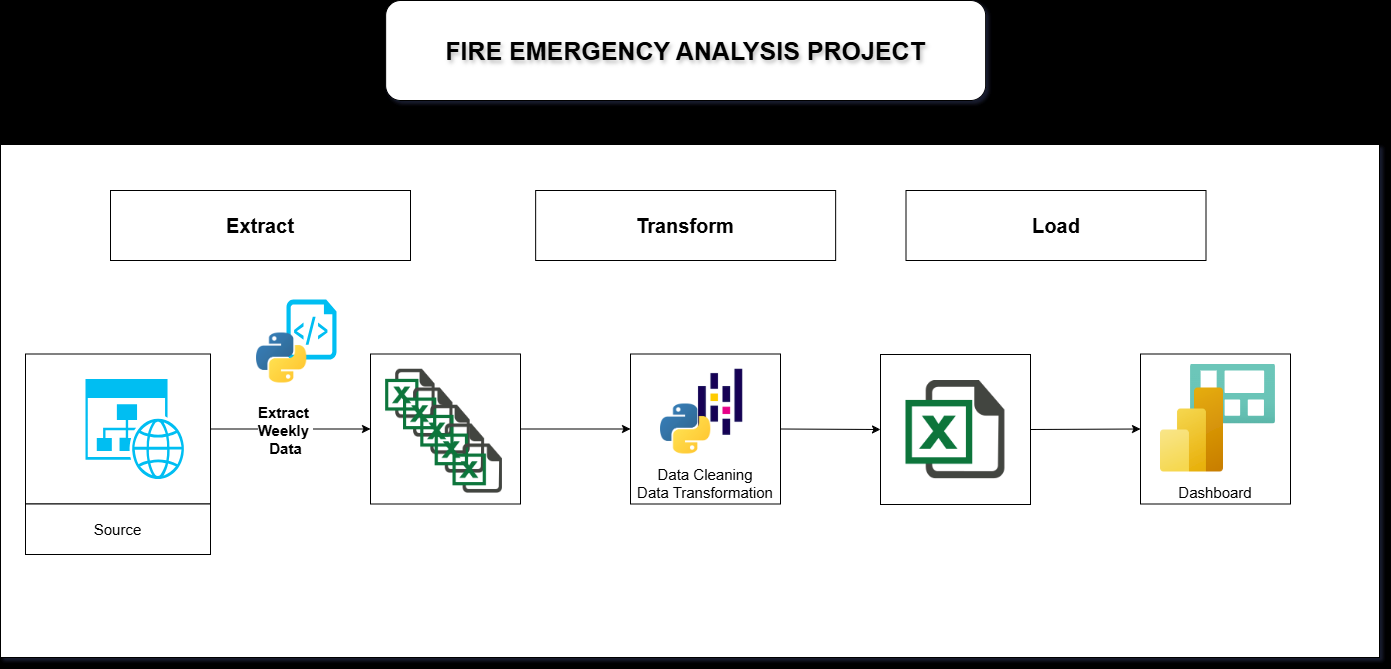 FIRE EMERGENCY ANALYSIS PROJECT
Extract
Transform
Load
</>
Extract
Weekly
Data
X
X
X
X
X
X
Data Cleaning
Data Transformation
Dashboard
Source